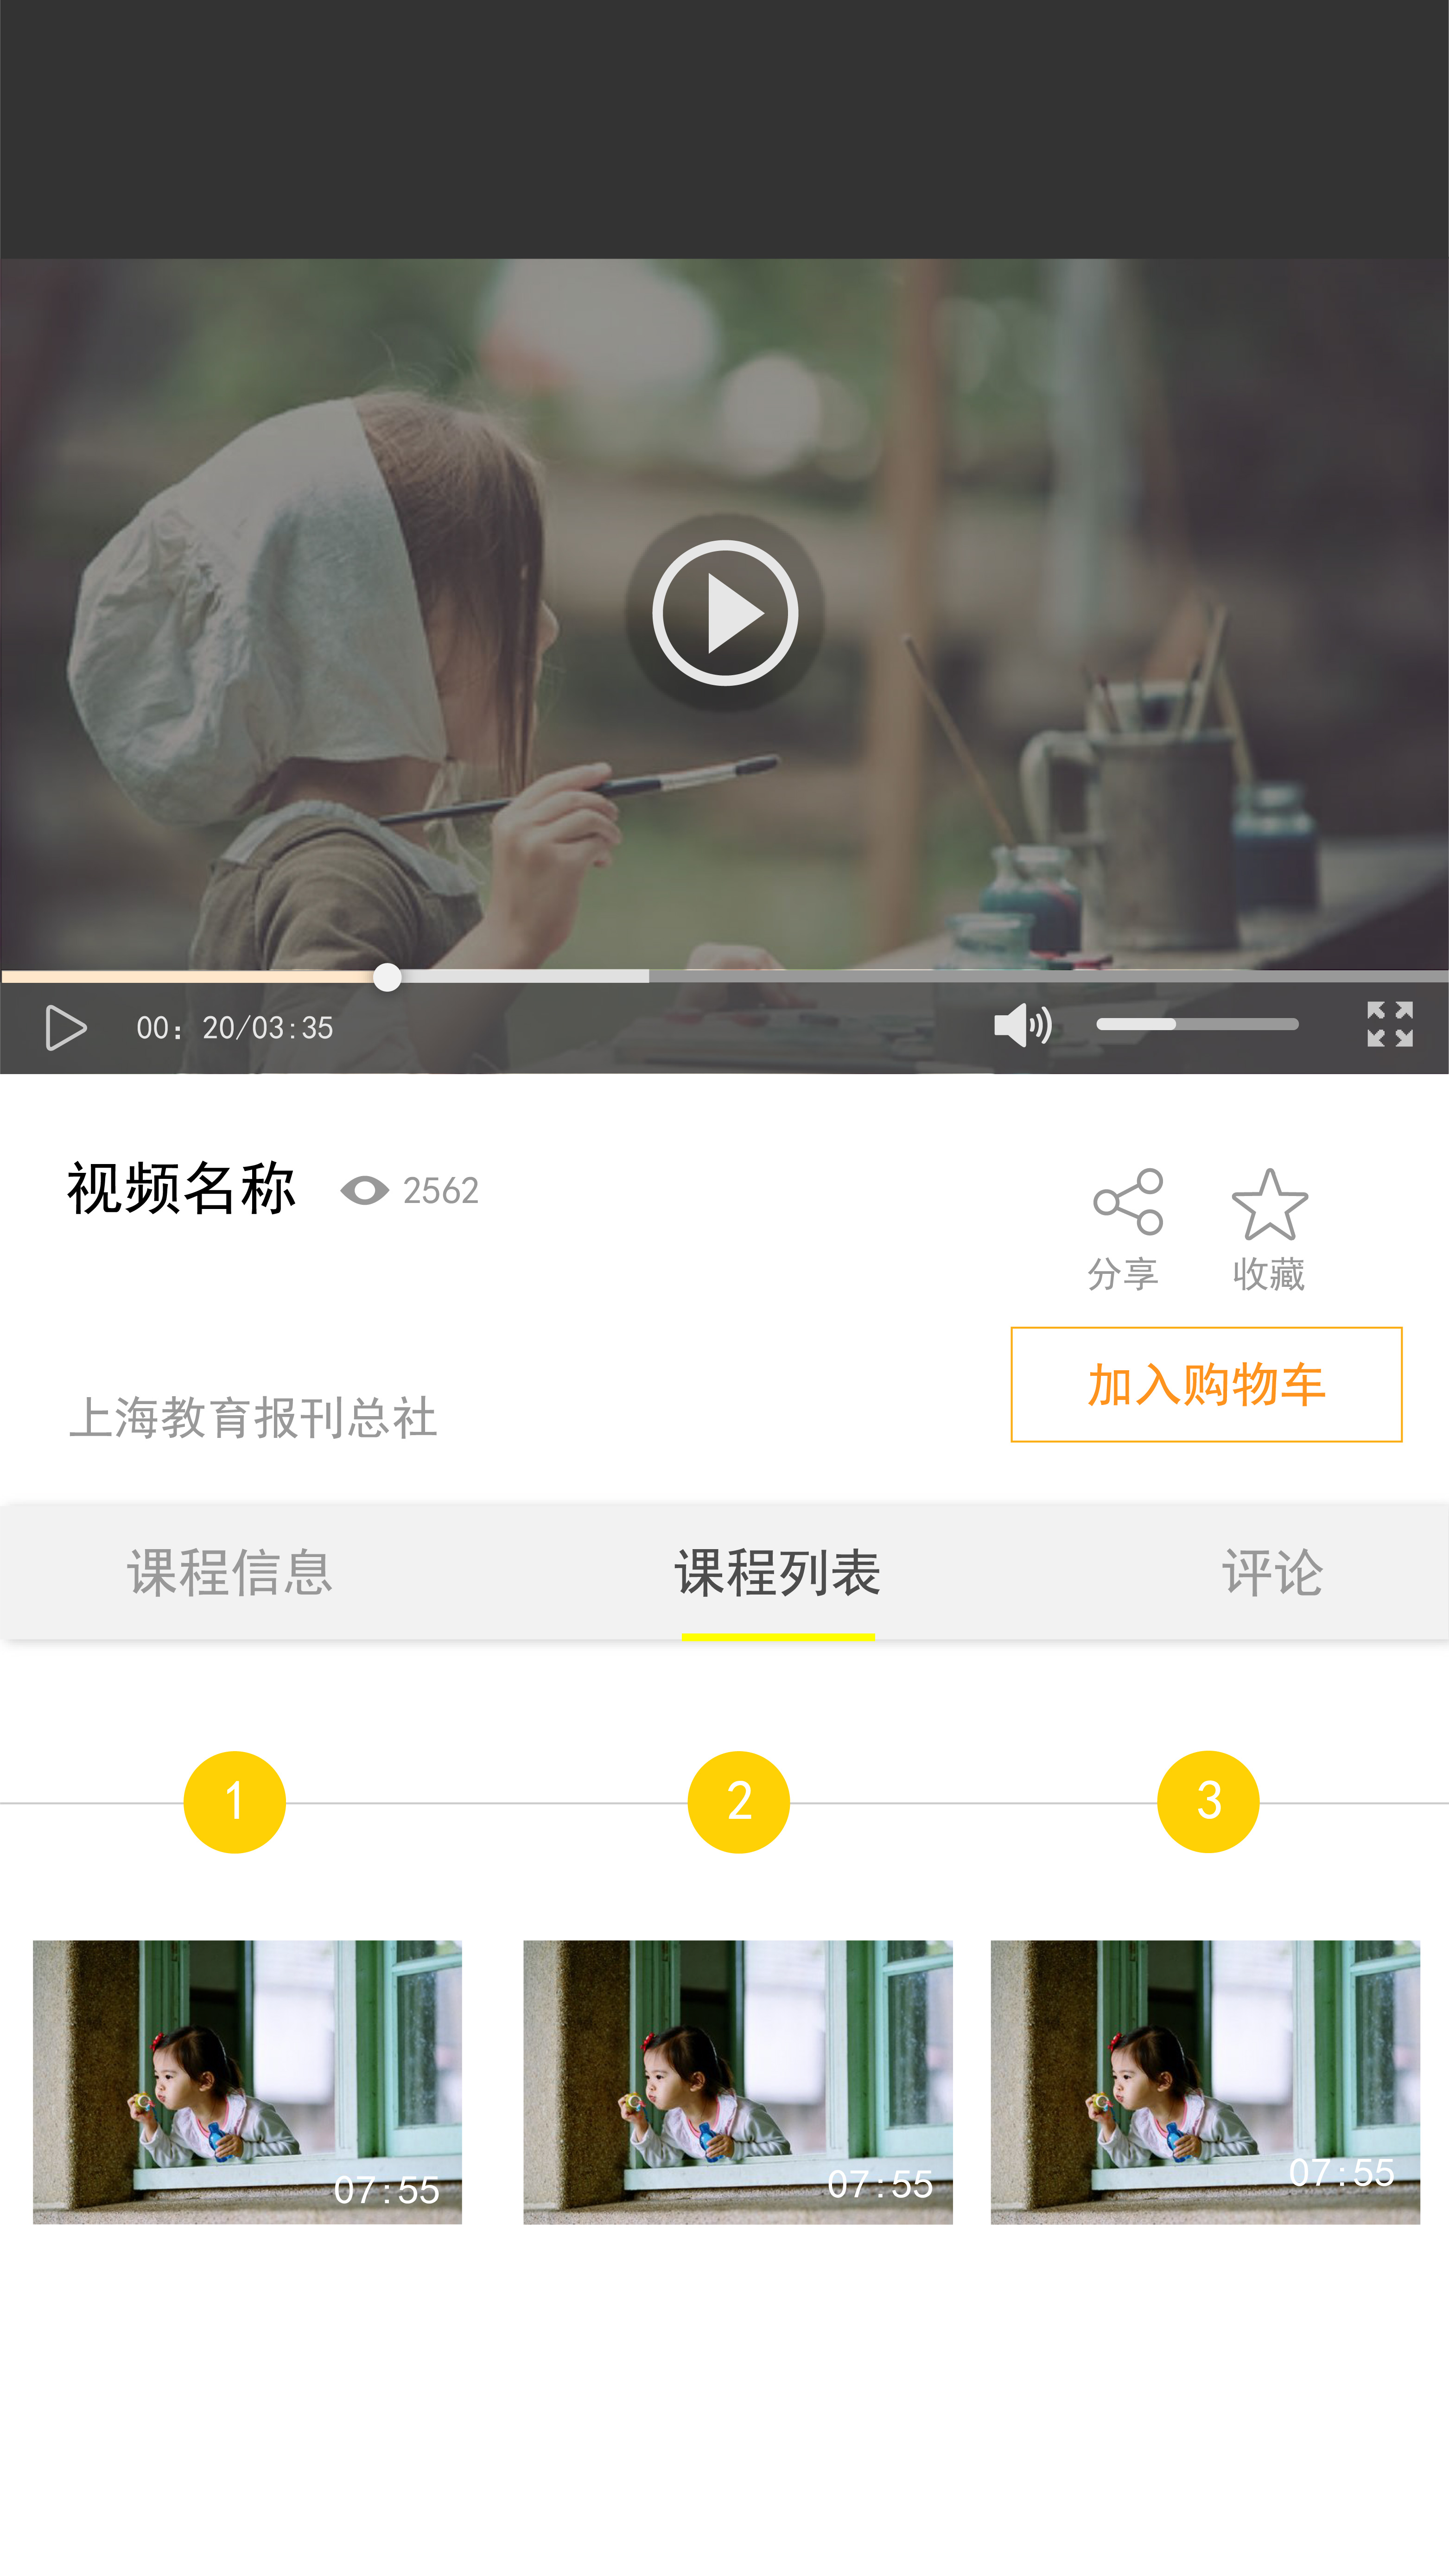 00: 20/03:35
视频名称 2562
分享 收藏
加入购物车
上海教育报刊总社
课程信息 课程列表 评论
1 2 3
07:55 07:55 07:55